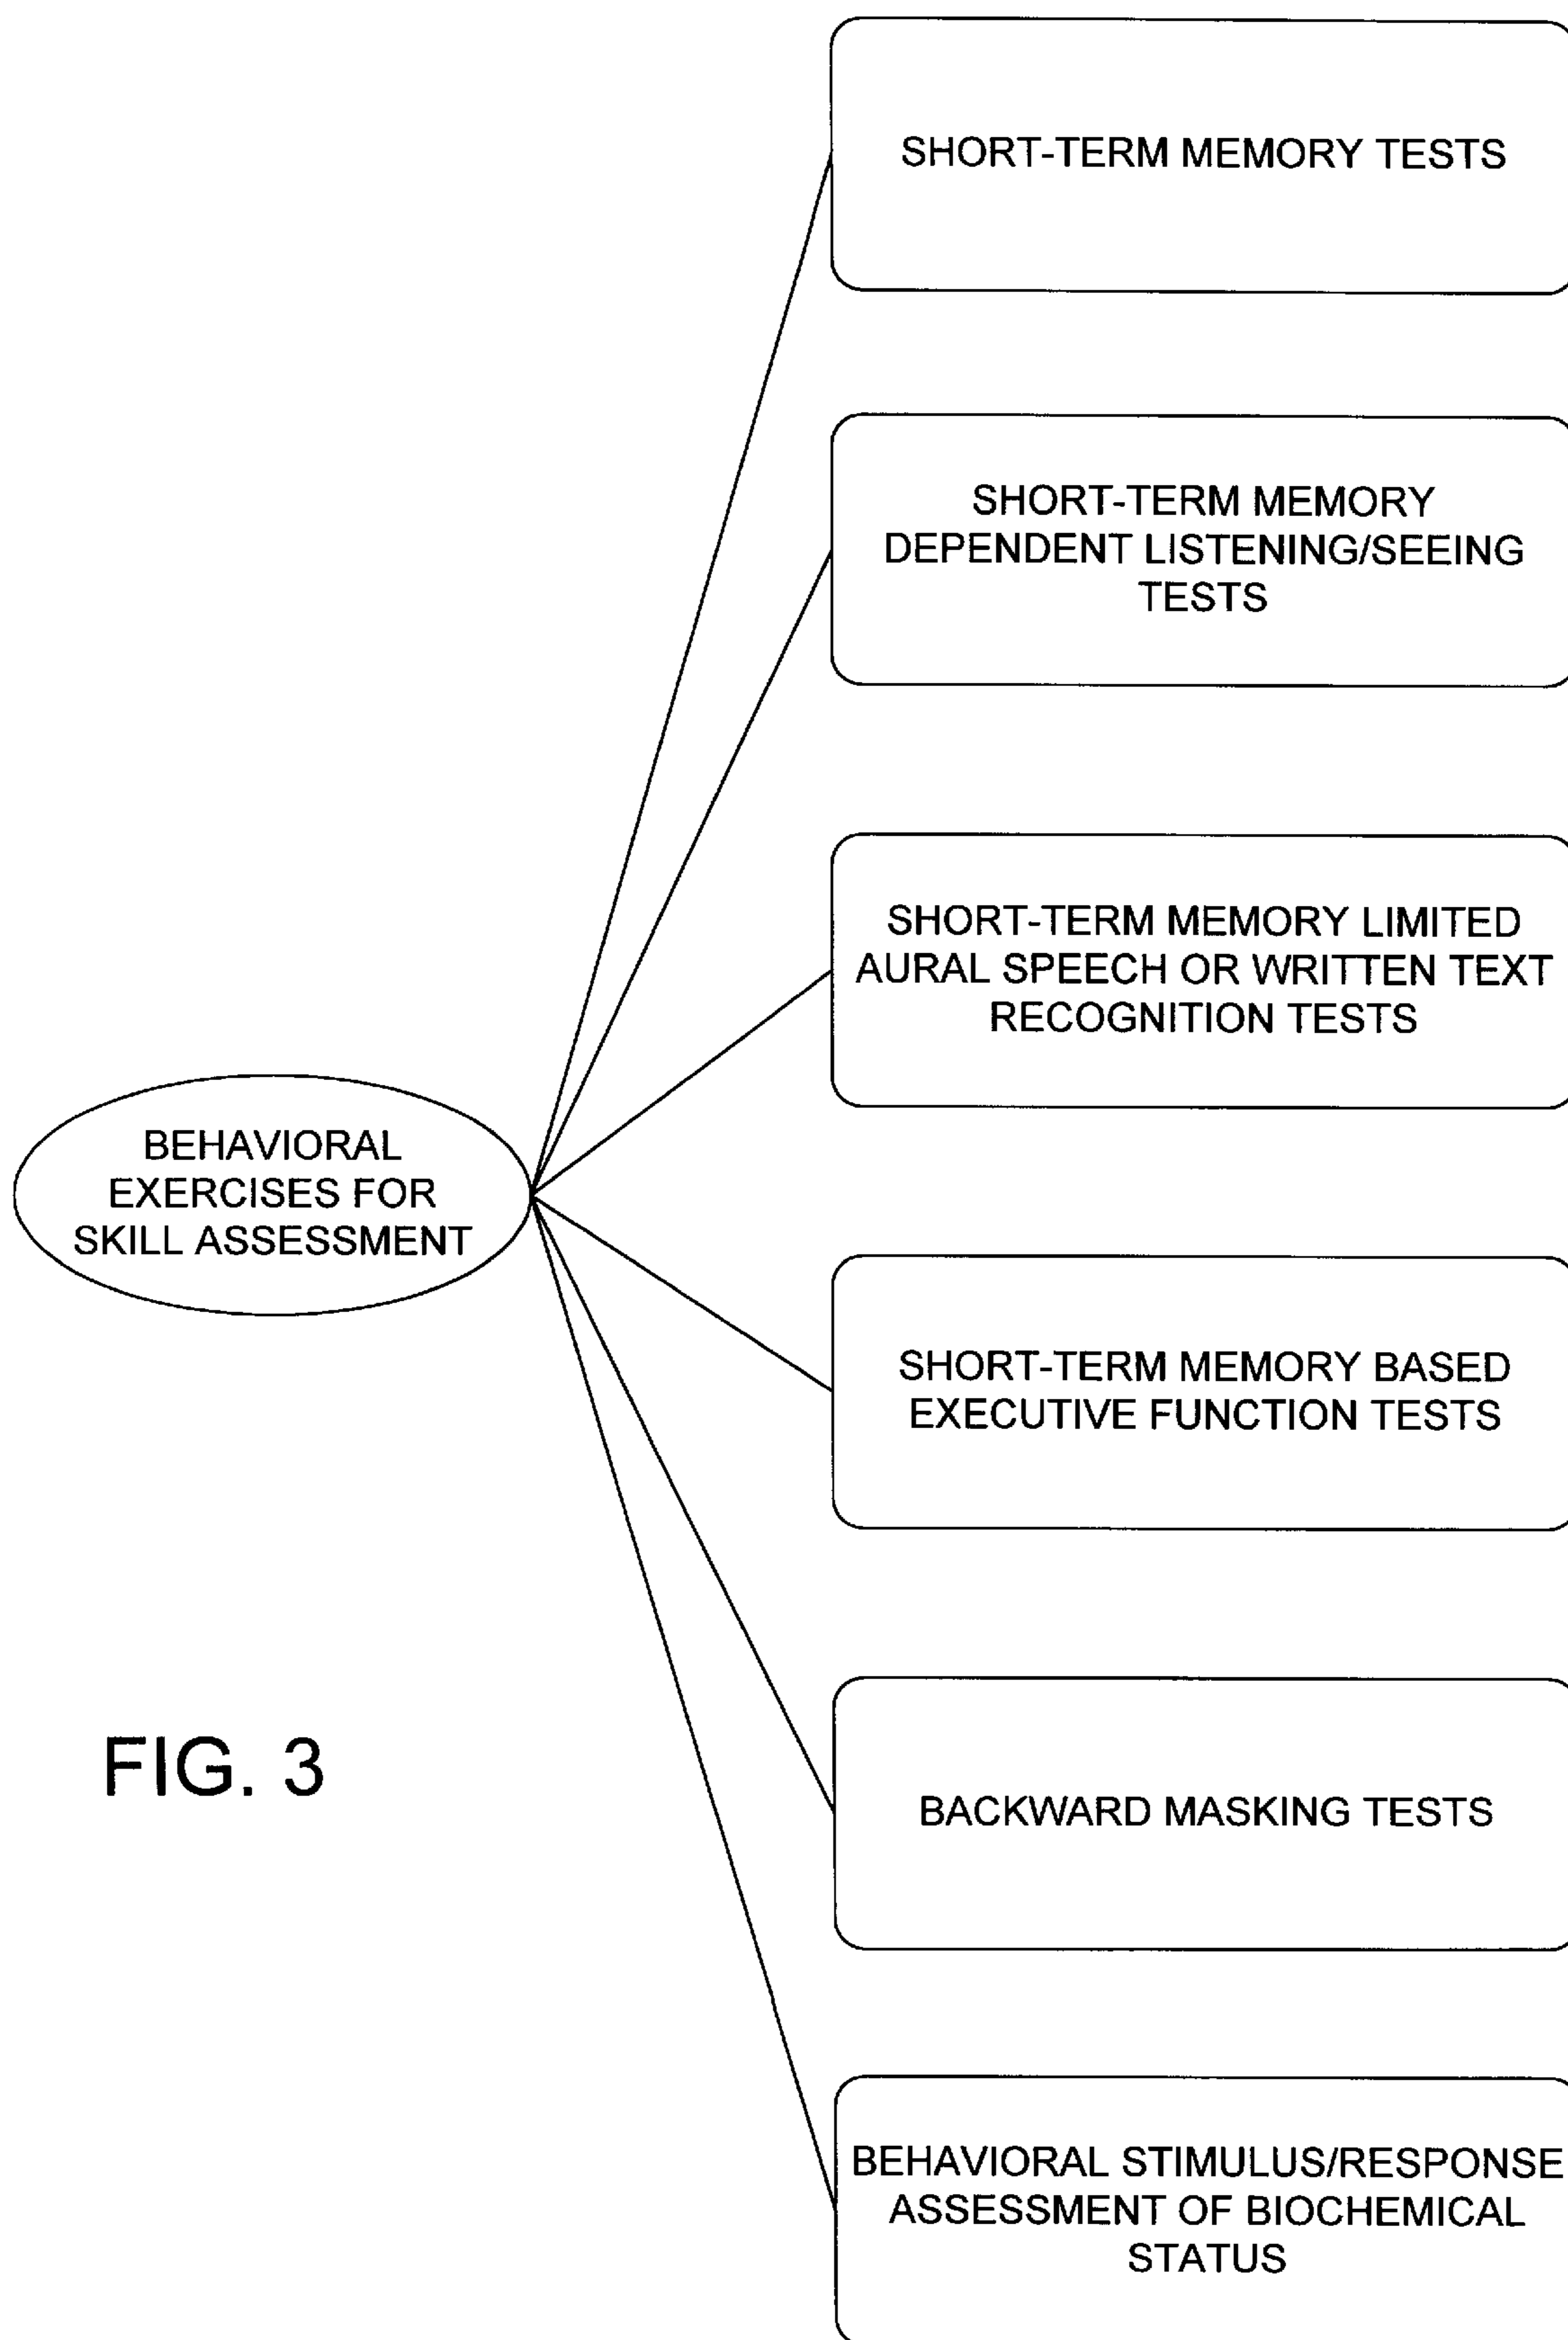 SHORT-TERM MEMORY TESTS
SHORT-TERM MEMORY
DEPENDENT LISTENING/SEEING
TESTS
SHORT-TERM MEMORY LIMITED
AURAL SPEECH OR WRITTEN TEXT
RECOGNITION TESTS
BEHAVIORAL
EXERCISES FOR
SKILL ASSESSMENT
SHORT-TERM MEMORY BASED
EXECUTIVE FUNCTION TESTS
FIG. 3
BACKWARD MASKING TESTS
BEHAVIORAL STIMULUS/RESPONSE
ASSESSMENT OF BIOCHEMICAL
STATUS